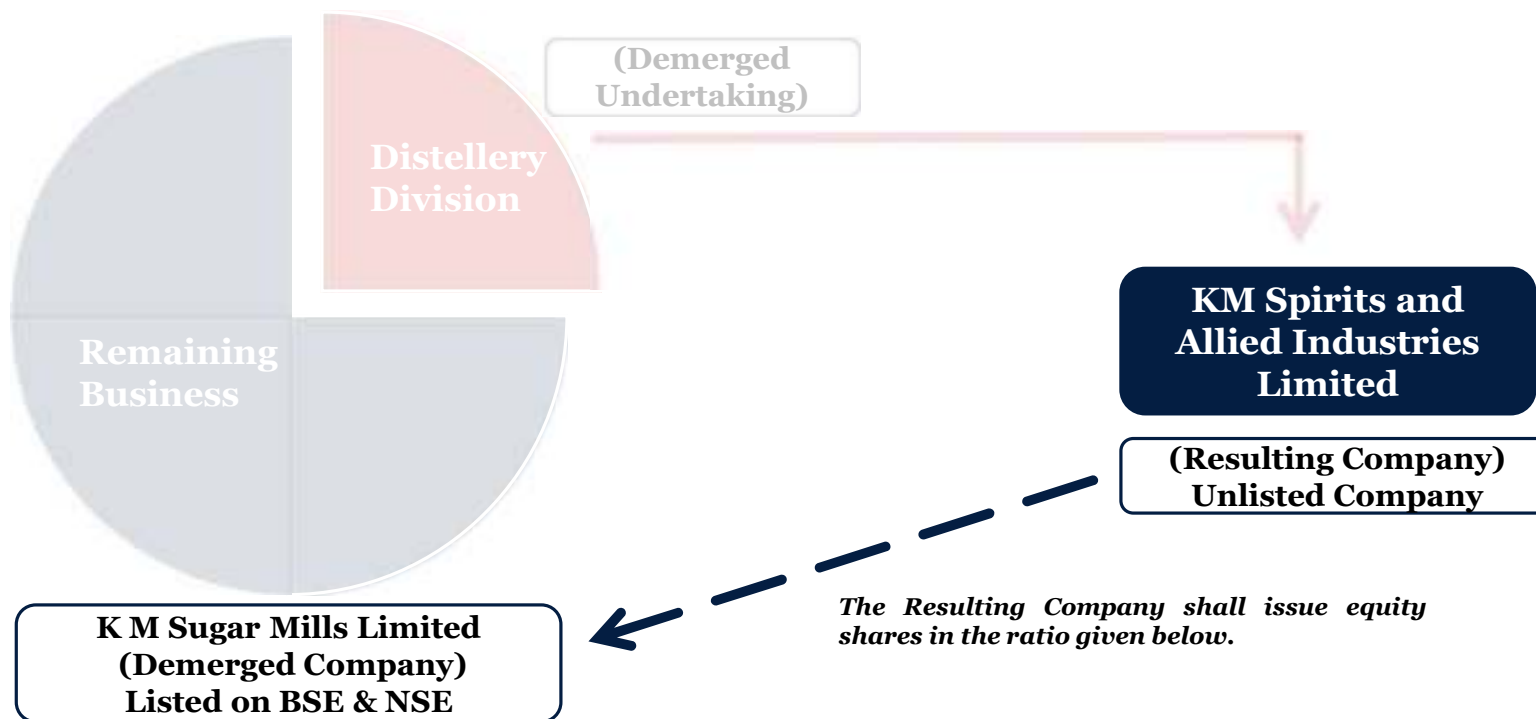 (Demerged
Undertaking)
Distellery
Division
Remaining
Business
KM Spirits and
Allied Industries
Limited
(Resulting Company)
Unlisted Company
The Resulting Company shall issue equity
shares in the ratio given below.
K M Sugar Mills Limited
(Demerged Company)
Listed on BSE & NSE